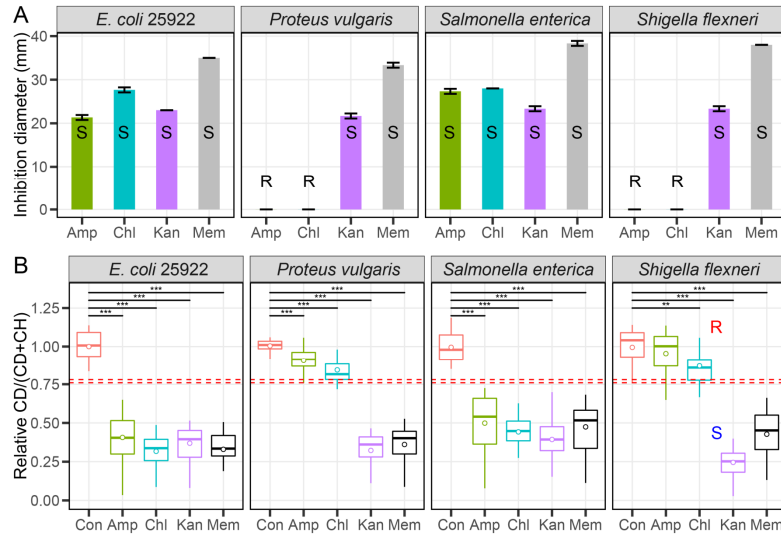 A
E. coli 25922 Proteus vulgaris Salmonella enterica Shigella flexneri
Inhibition diameter (mm)
40
30
20
10
0
S S S S
R R S S
S S S S
R R S S
Amp Chl Kan Mem Amp Chl Kan Mem Amp Chl Kan Mem Amp Chl Kan Mem
B
E. coli 25922 Proteus vulgaris Salmonella enterica Shigella flexneri
Relative CD/(CD+CH)
1.25
1.00
0.75
0.50
0.25
0.00
***
***
***
***
***
***
***
***
***
***
***
***
***
***
**
R
S
Con Amp Chl Kan Mem Con Amp Chl Kan Mem Con Amp Chl Kan Mem Con Amp Chl Kan Mem